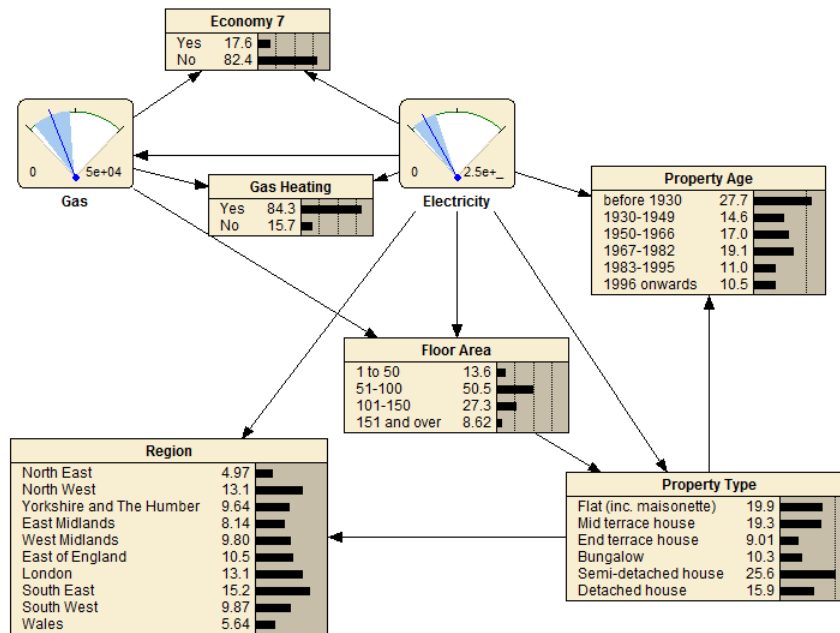 Economy 7
Yes 17.6
No 82.4
0 5e+04
Gas
0 2.5e+_
Electricity
Gas Heating
Yes 84.3
No 15.7
Property Age
before 1930 27.7
1930-1949 14.6
1950-1966 17.0
1967-1982 19.1
1983-1995 11.0
1996 onwards 10.5
Floor Area
1 to 50 13.6
51-100 50.5
101-150 27.3
151 and over 8.62
Region
North East 4.97
North West 13.1
Yorkshire and The Humber 9.64
East Midlands 8.14
West Midlands 9.80
East of England 10.5
London 13.1
South East 15.2
South West 9.87
Wales 5.64
Property Type
Flat (inc. maisonette) 19.9
Mid terrace house 19.3
End terrace house 9.01
Bungalow 10.3
Semi-detached house 25.6
Detached house 15.9